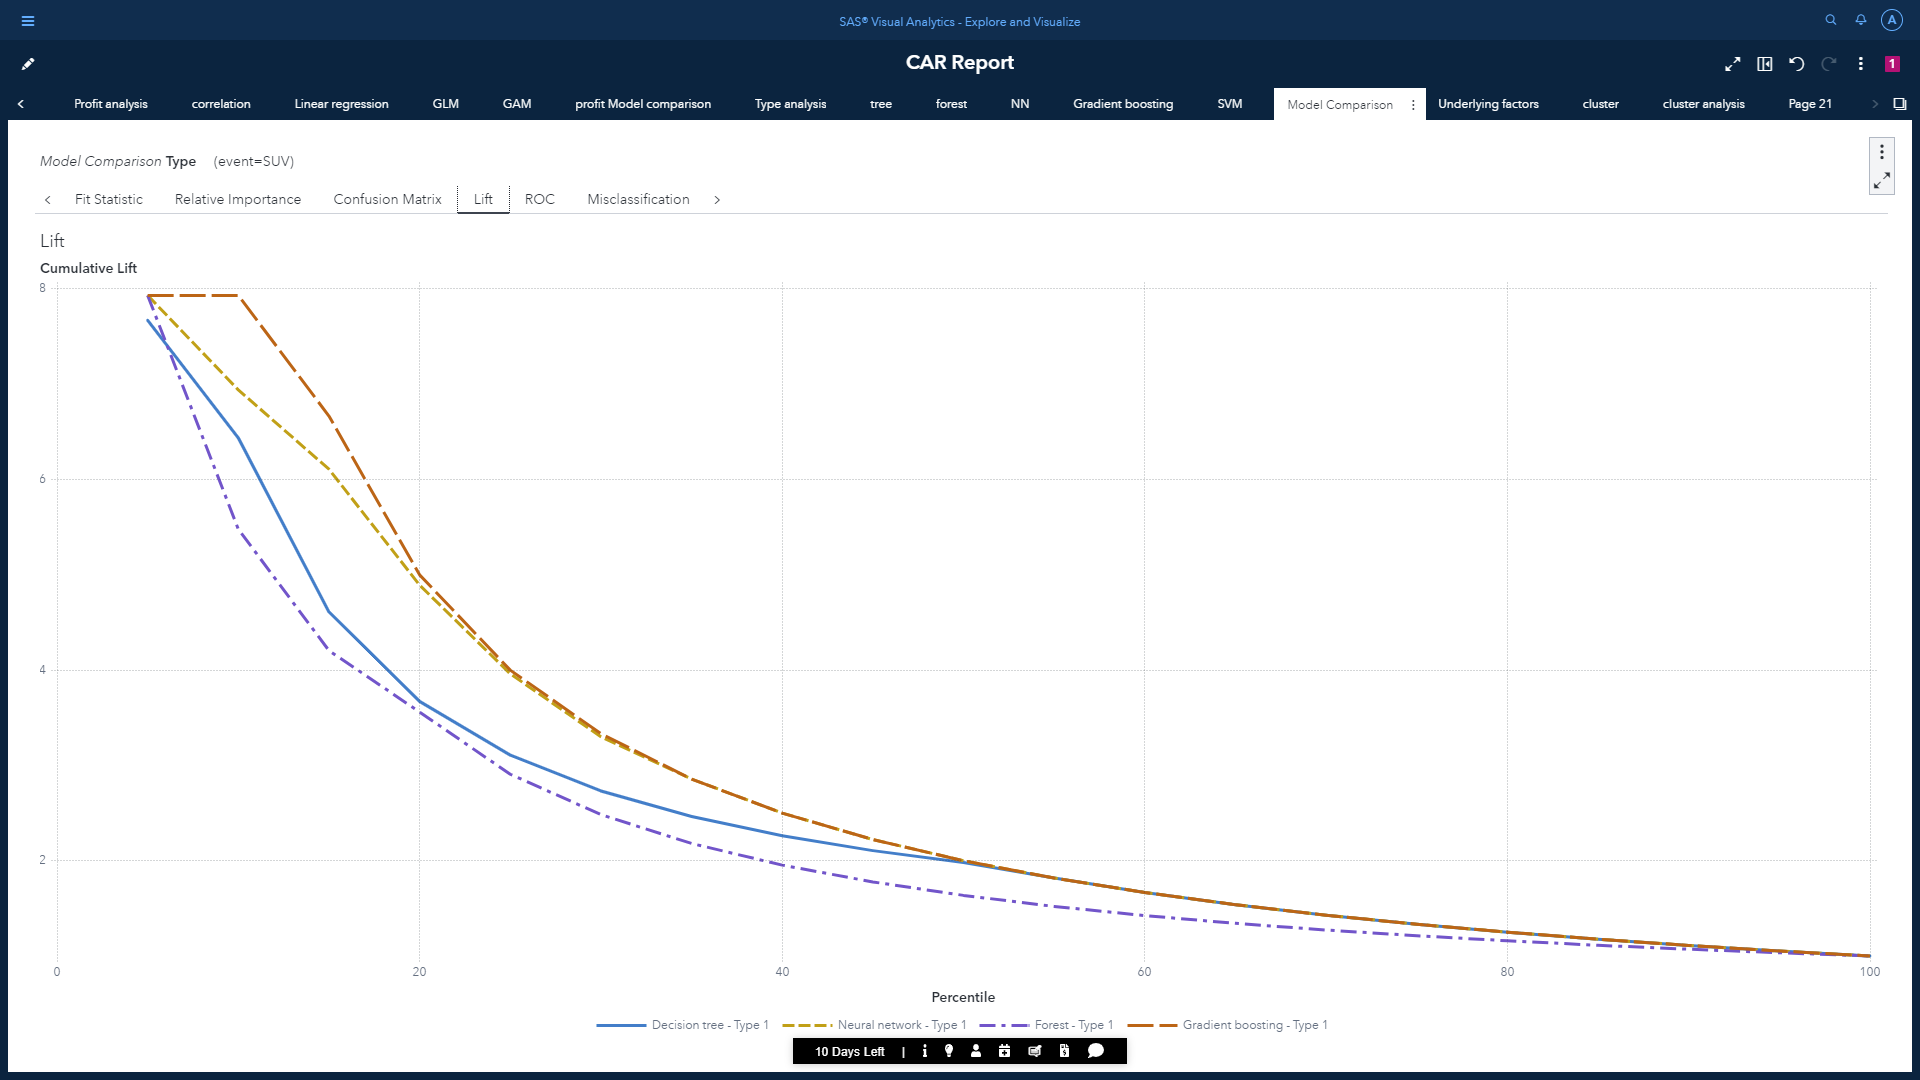 SAS® Visual Analytics - Explore and Visualize
A
CAR Report
1
Profit analysis
correlation
Linear regression
GLM
GAM
profit Model comparison
Type analysis
tree
forest
NN
Gradient boosting
SVM
Model Comparison
Underlying factors
cluster
cluster analysis
Page 21
Model Comparison Type (event=SUV)
Fit Statistic
Relative Importance
Confusion Matrix
Lift
ROC
Misclassification
Lift
Cumulative Lift
8
6
4
2
0
20
40
60
80
100
Percentile
Decision tree - Type 1
Neural network - Type 1
Forest - Type 1
Gradient boosting - Type 1
10 Days Left |